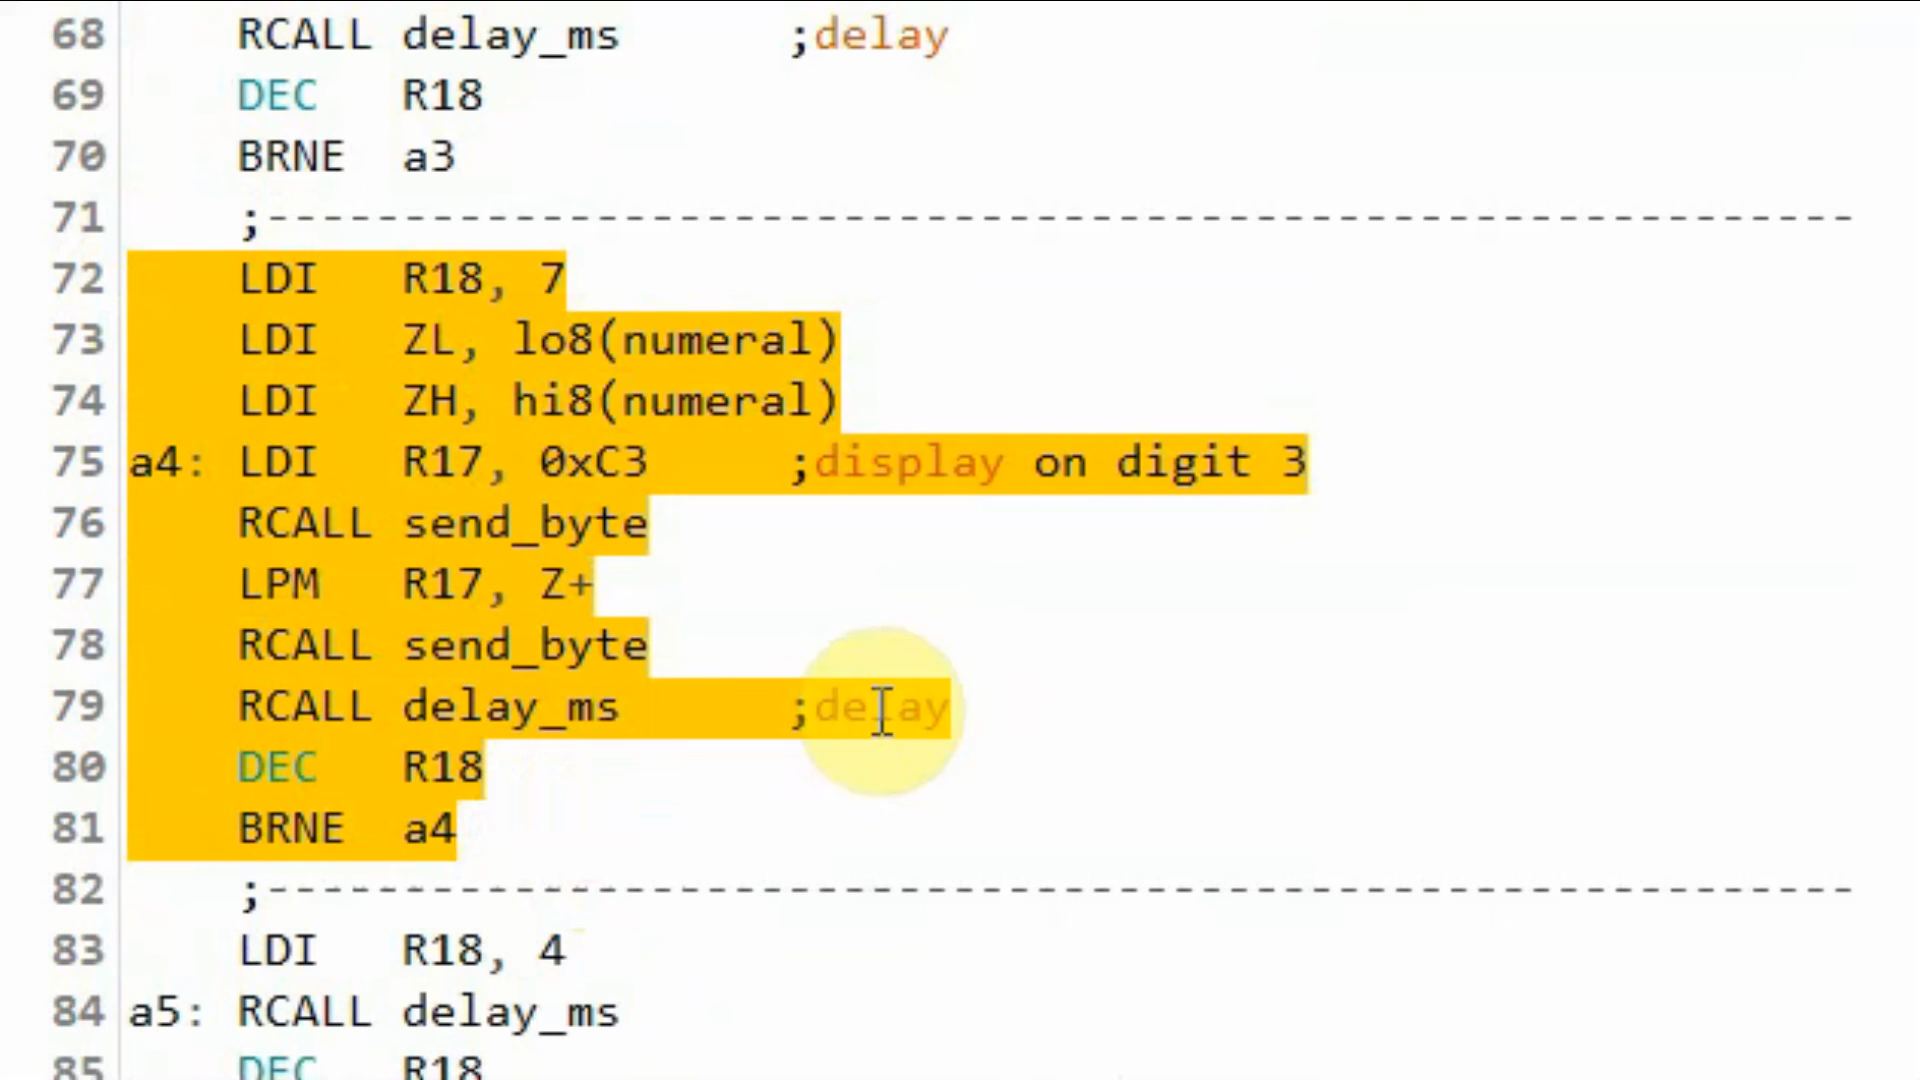 68 RCALL delay_ms ;delay
69 DEC R18
70 BRNE a3
71 ;----------------------------------------------------------
72 LDI R18, 7
73 LDI ZL, lo8(numeral)
74 LDI ZH, hi8(numeral)
75 a4: LDI R17, 0xC3 ;display on digit 3
76 RCALL send_byte
77 LPM R17, Z+
78 RCALL send_byte
79 RCALL delay_ms ;delay
80 DEC R18
81 BRNE a4
82 ;----------------------------------------------------------
83 LDI R18, 4
84 a5: RCALL delay_ms
85 DEC R18